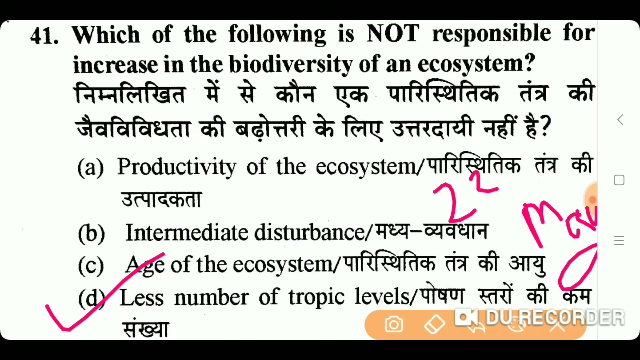 41. Which of the following is NOT responsible for
increase in the biodiversity of an ecosystem?
निम्नलिखित में से कौन एक पारिस्थितिक तंत्र की
जैवविविधता की बढ़ोत्तरी के लिए उत्तरदायी नहीं है?
(a) Productivity of the ecosystem/पारिस्थितिक तंत्र की
उत्पादकता
(b) Intermediate disturbance/मध्य-व्यवधान
(c) Age of the ecosystem/पारिस्थितिक तंत्र की आयु
(d) Less number of tropic levels/पोषण स्तरों की कम
संख्या
DU RECORDER